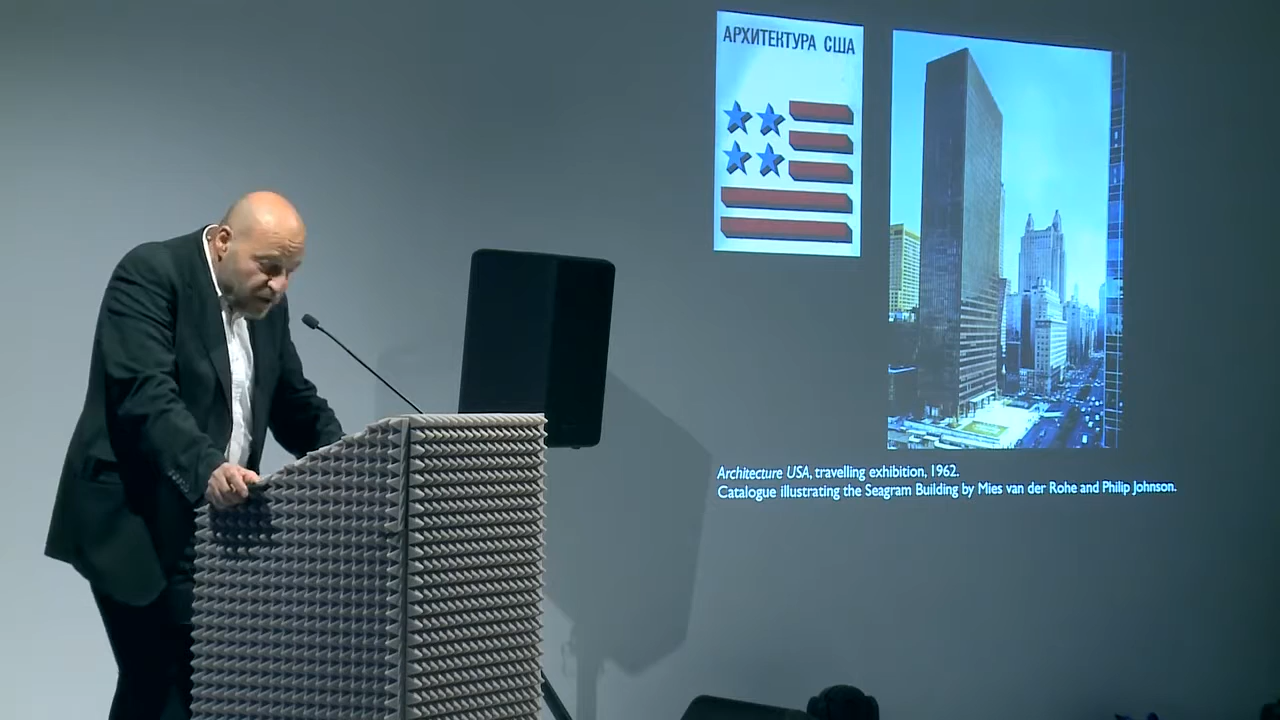 АРХИТЕКТУРА США
Architecture USA, travelling exhibition, 1962.
Catalogue illustrating the Seagram Building by Mies van der Rohe and Philip Johnson.